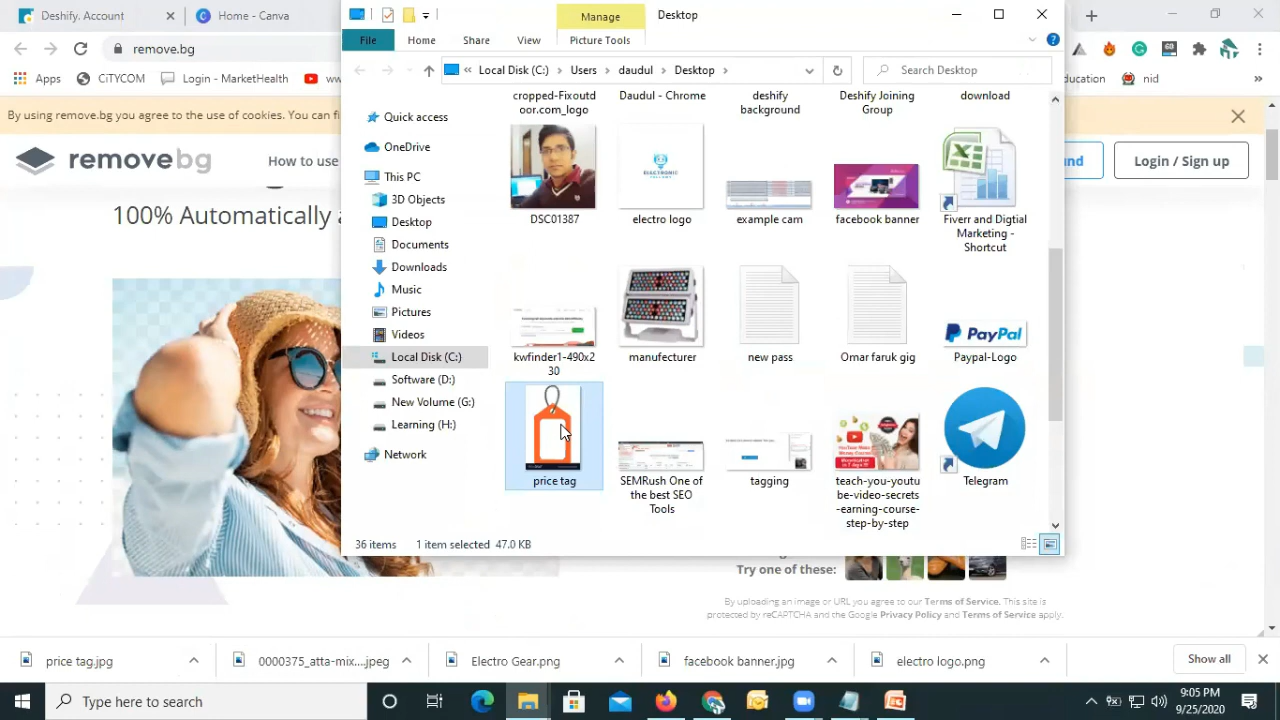 Deshify. Account
Home - Canva
remove.bg
Apps
CiTYCOM
Login - MarketHealth
nid
By using remove.bg you agree to the use of cookies. You can fi
removebg
How to use
Login / Sign up
100% Automatically
Manage
Desktop
File
Home
Share
View
Picture Tools
Local Disk (C:)
Users
daudul
Desktop
Search Desktop
Quick access
OneDrive
This PC
3D Objects
Desktop
Documents
Downloads
Music
Pictures
Videos
Local Disk (C:)
Software (D:)
New Volume (G:)
Learning (H:)
Network
cropped-Fixoutd
oor.com_logo
Daudul - Chrome
deshify
background
Deshify Joining
Group
download
DSC01387
electro logo
example cam
facebook banner
Fiverr and Digtial
Marketing -
Shortcut
kwfinder1-490x2
30
manufecturer
new pass
Omar faruk gig
PayPal
Paypal-Logo
price tag
SEMRush One of
the best SEO
Tools
tagging
teach-you-youtu
be-video-secrets
-earning-course-
step-by-step
Telegram
36 items
1 item selected 47.0 KB
Try one of these:
By uploading an image or URL you agree to our Terms of Service. This site is
protected by reCAPTCHA and the Google Privacy Policy and Terms of Service apply.
price tag.jpg
0000375_atta-mix....jpeg
Electro Gear.png
facebook banner.jpg
electro logo.png
Show all
Type here to search
9:05 PM
9/25/2020